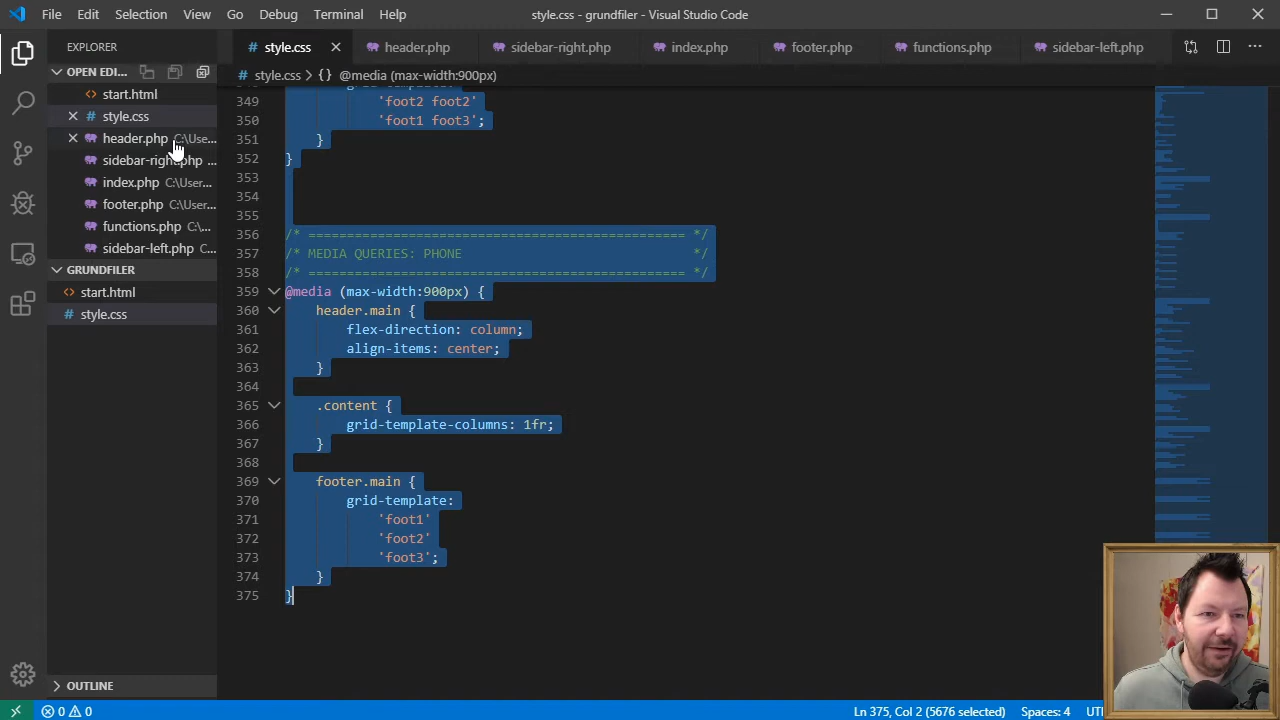 File Edit Selection View Go Debug Terminal Help style.css - grundfiler - Visual Studio Code
EXPLORER
OPEN EDI...
start.html
style.css
header.php C:\Use...
sidebar-right.php ...
index.php C:\User...
footer.php C:\User...
functions.php C:\...
sidebar-left.php C...
GRUNDFILER
start.html
style.css
OUTLINE
style.css header.php sidebar-right.php index.php footer.php functions.php sidebar-left.php
style.css > {} @media (max-width:900px)
349 'foot2 foot2'
350 'foot1 foot3';
351 }
352 }
353
354
355
356 /* ================================================= */
357 /* MEDIA QUERIES: PHONE */
358 /* ================================================= */
359 @media (max-width:900px) {
360 header.main {
361 flex-direction: column;
362 align-items: center;
363 }
364
365 .content {
366 grid-template-columns: 1fr;
367 }
368
369 footer.main {
370 grid-template:
371 'foot1'
372 'foot2'
373 'foot3';
374 }
375 }
0 0 Ln 375, Col 2 (5676 selected) Spaces: 4